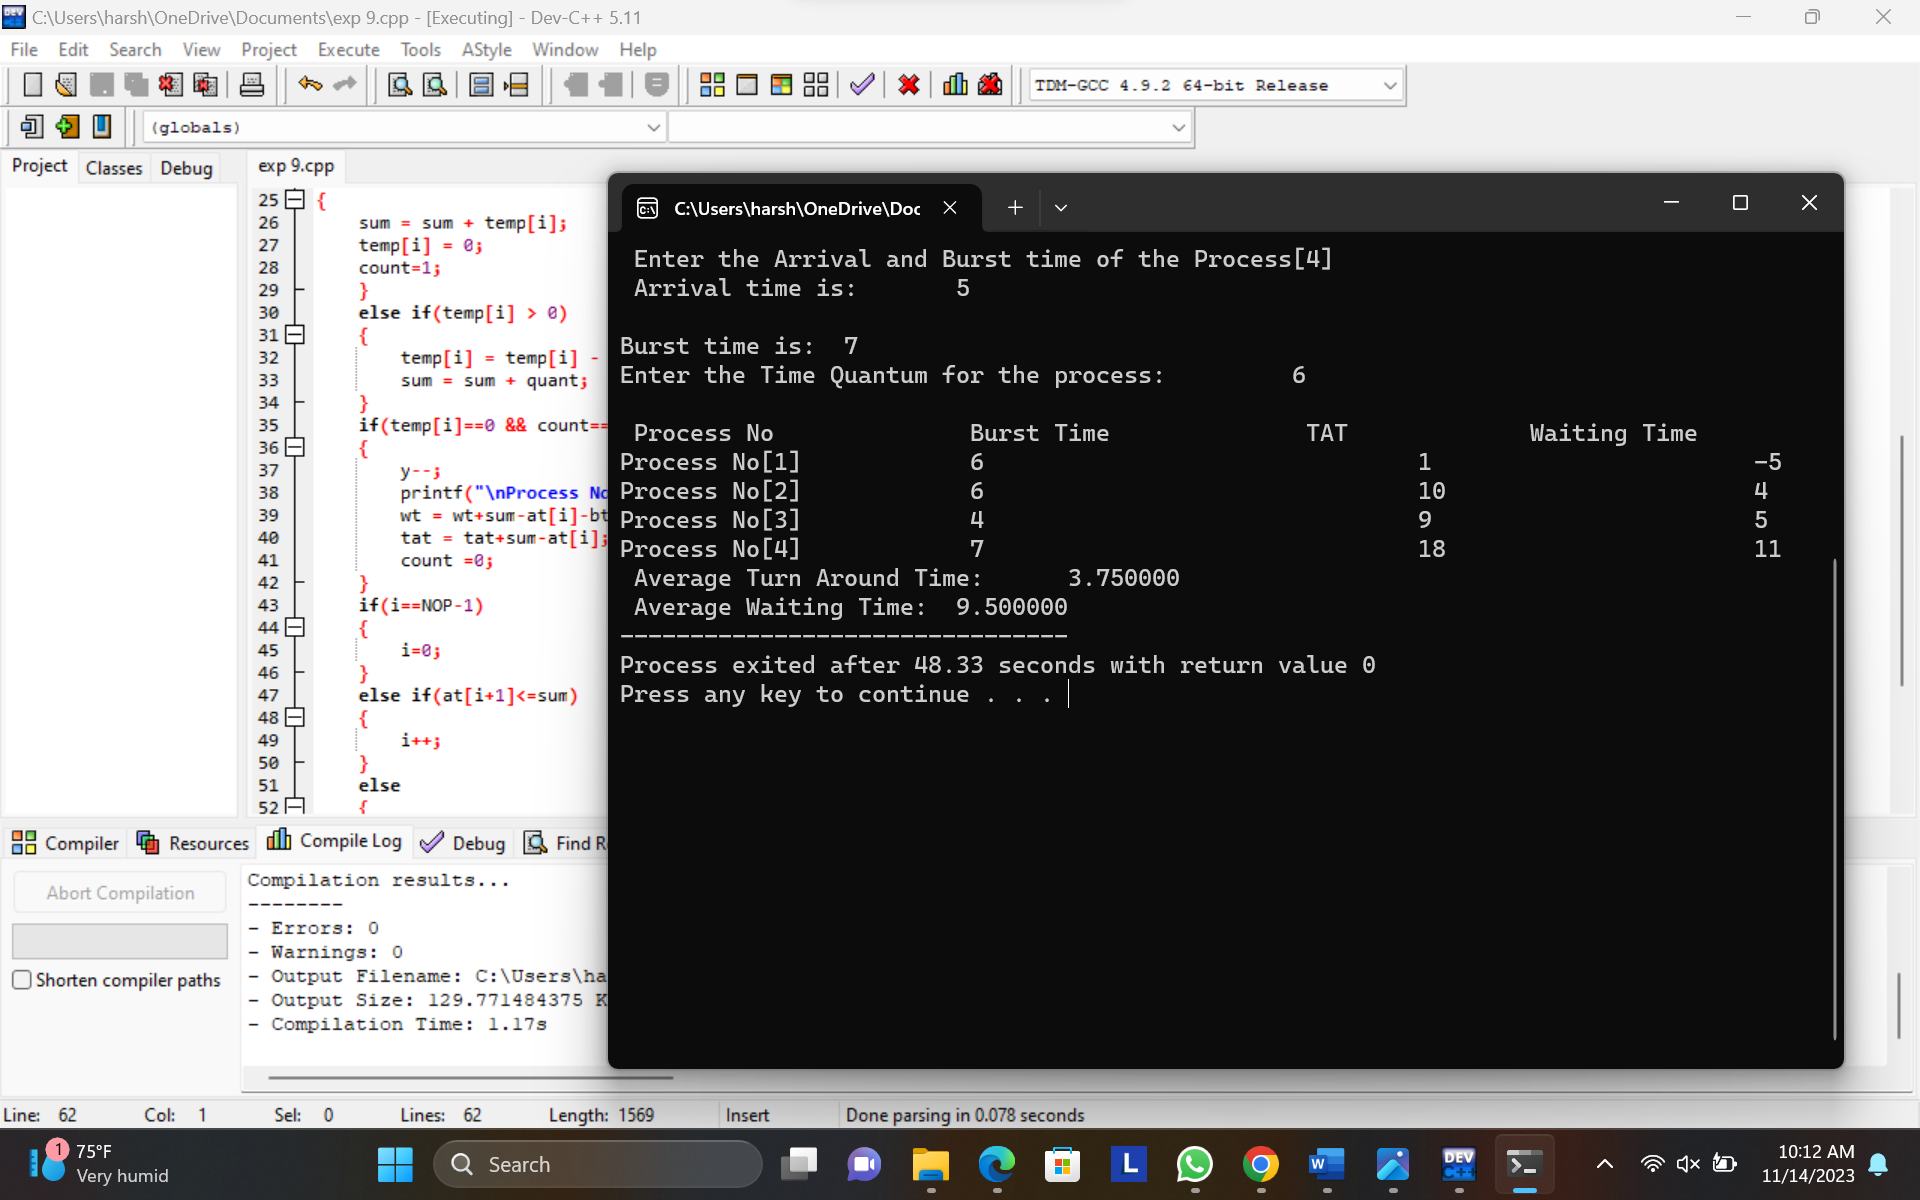 C:\Users\harsh\OneDrive\Documents\exp 9.cpp - [Executing] - Dev-C++ 5.11
File Edit Search View Project Execute Tools AStyle Window Help
TDM-GCC 4.9.2 64-bit Release
(globals)
Project Classes Debug
exp 9.cpp
25 {
26 sum = sum + temp[i];
27 temp[i] = 0;
28 count=1;
29 }
30 else if(temp[i] > 0)
31 {
32 temp[i] = temp[i] -
33 sum = sum + quant;
34 }
35 if(temp[i]==0 && count==
36 {
37 y--;
38 printf("\nProcess No
39 wt = wt+sum-at[i]-bt
40 tat = tat+sum-at[i];
41 count =0;
42 }
43 if(i==NOP-1)
44 {
45 i=0;
46 }
47 else if(at[i+1]<=sum)
48 {
49 i++;
50 }
51 else
52 {
C:\Users\harsh\OneDrive\Doc
Enter the Arrival and Burst time of the Process[4]
Arrival time is: 5
Burst time is: 7
Enter the Time Quantum for the process: 6
Process No Burst Time TAT Waiting Time
Process No[1] 6 1 -5
Process No[2] 6 10 4
Process No[3] 4 9 5
Process No[4] 7 18 11
Average Turn Around Time: 3.750000
Average Waiting Time: 9.500000
--------------------------------
Process exited after 48.33 seconds with return value 0
Press any key to continue . . .
Compiler Resources Compile Log Debug Find R
Abort Compilation
Shorten compiler paths
Compilation results...
--------
- Errors: 0
- Warnings: 0
- Output Filename: C:\Users\ha
- Output Size: 129.771484375 K
- Compilation Time: 1.17s
Line: 62 Col: 1 Sel: 0 Lines: 62 Length: 1569 Insert Done parsing in 0.078 seconds
1
75°F
Very humid
Search
L
W
DEV
C++
10:12 AM
11/14/2023